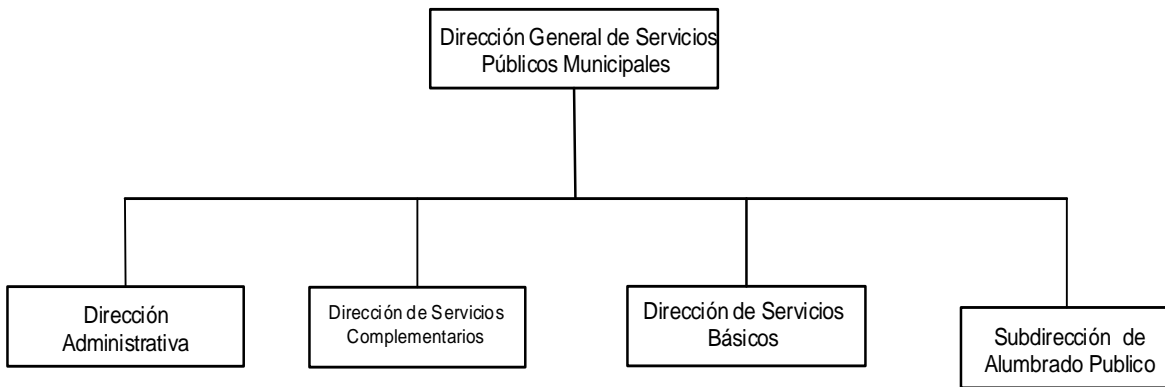 Dirección General de Servicios
Públicos Municipales
Dirección
Administrativa
Dirección de Servicios
Complementarios
Dirección de Servicios
Básicos
Subdirección de
Alumbrado Publico